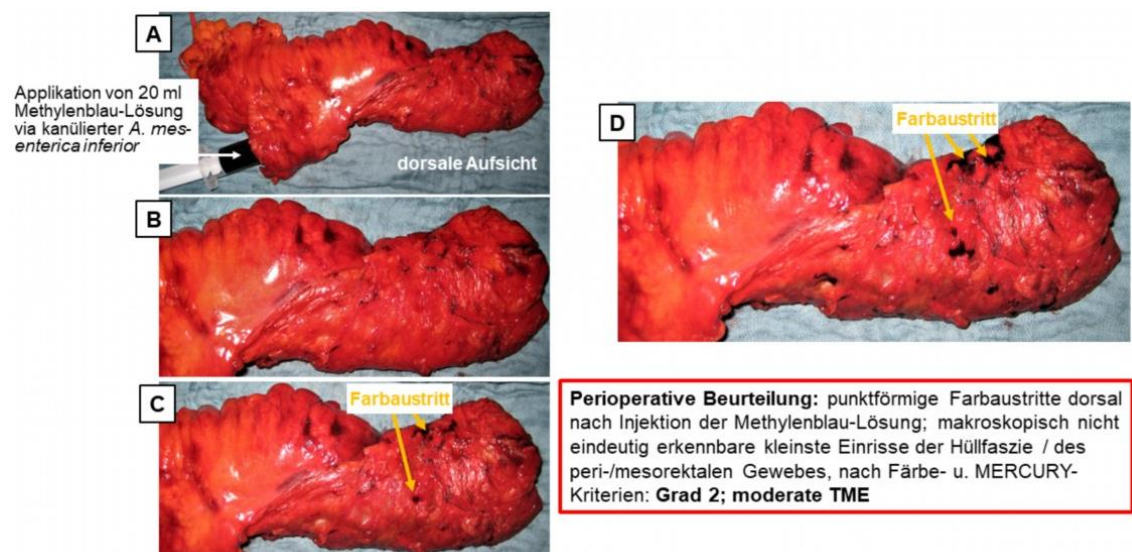 A
Applikation von 20 ml
Methylenblau-Lösung
via kanülierter A. mes-
enterica inferior
dorsale Aufsicht
B
C
Farbaustritt
D
Farbaustritt
Perioperative Beurteilung: punktförmige Farbaustritte dorsal
nach Injektion der Methylenblau-Lösung; makroskopisch nicht
eindeutig erkennbare kleinste Einrisse der Hüllfaszie / des
peri-/mesorektalen Gewebes, nach Färbe- u. MERCURY-
Kriterien: Grad 2; moderate TME